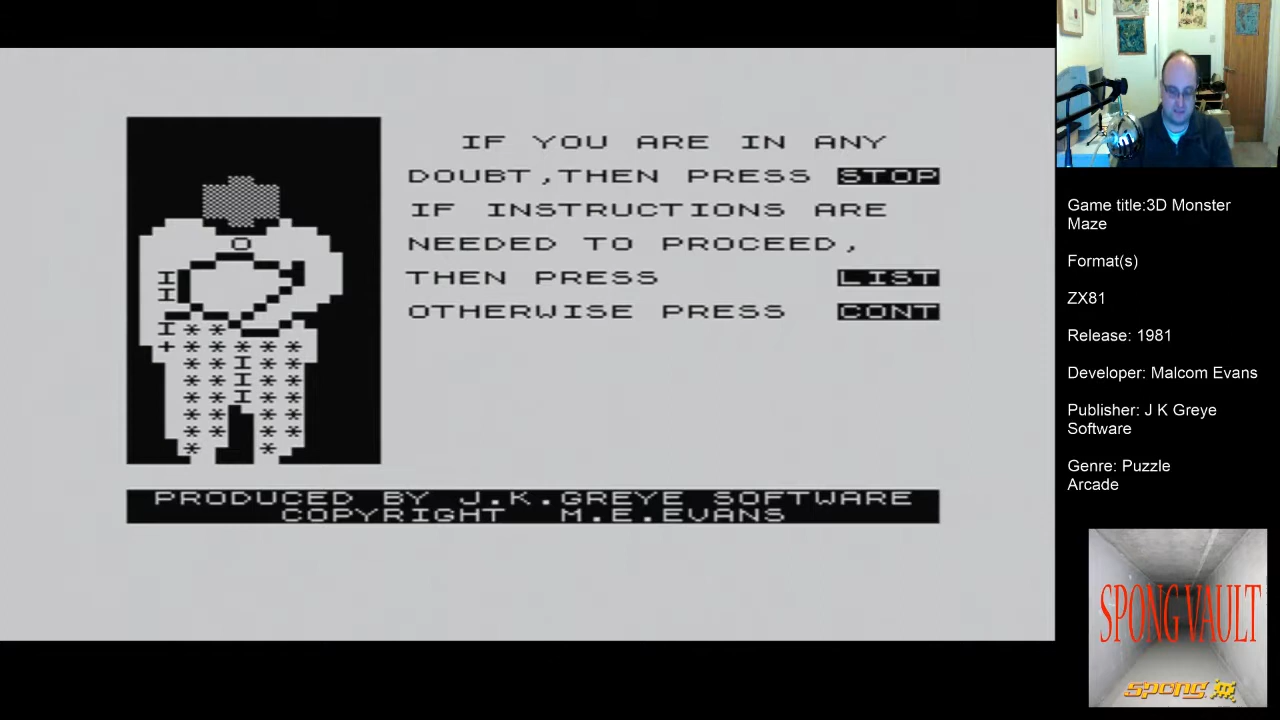 IF YOU ARE IN ANY
DOUBT,THEN PRESS STOP
IF INSTRUCTIONS ARE
NEEDED TO PROCEED,
THEN PRESS LIST
OTHERWISE PRESS CONT
PRODUCED BY J.K.GREYE SOFTWARE
COPYRIGHT M.E.EVANS
Game title:3D Monster
Maze
Format(s)
ZX81
Release: 1981
Developer: Malcom Evans
Publisher: J K Greye
Software
Genre: Puzzle
Arcade
SPONG VAULT
spong